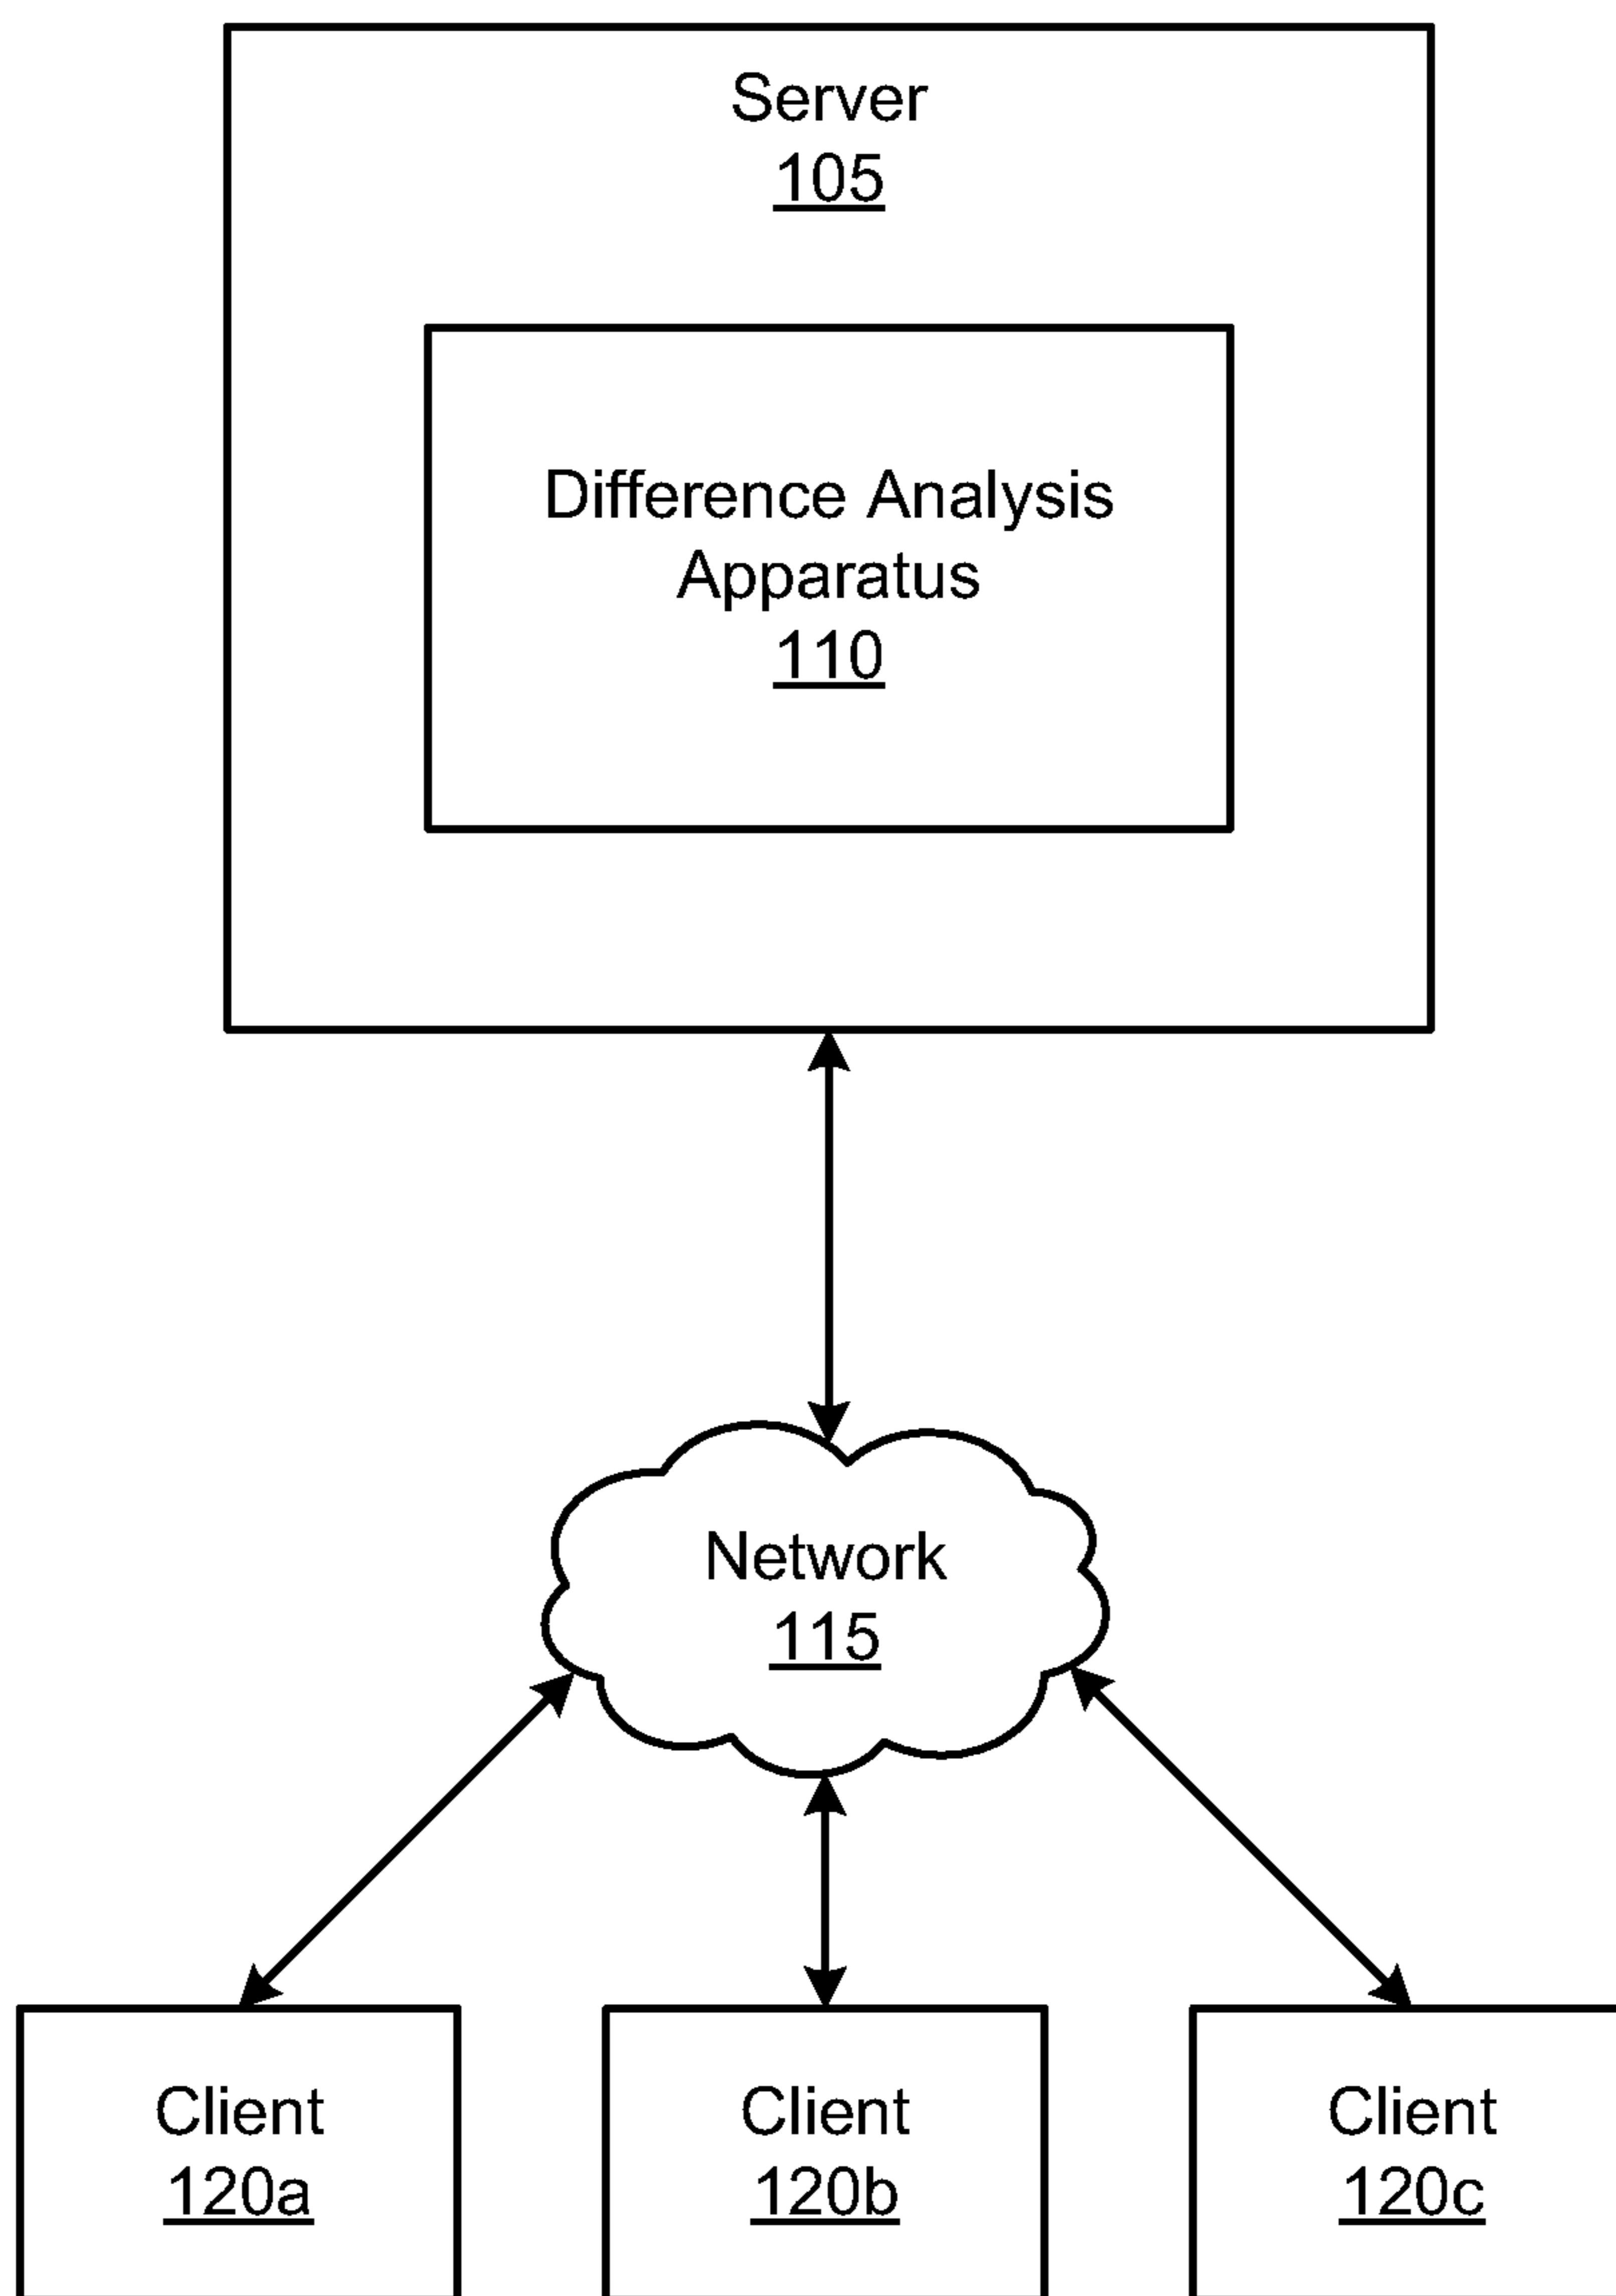 Server
105
Difference Analysis
Apparatus
110
Network
115
Client
120a
Client
120b
Client
120c